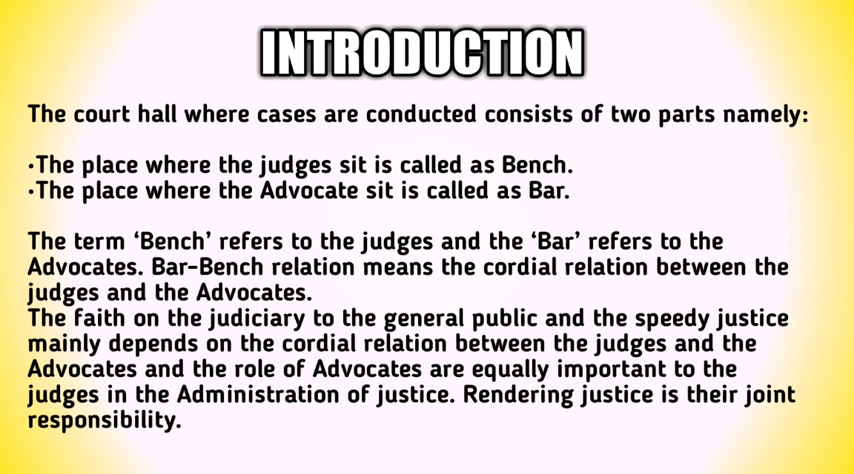 INTRODUCTION
The court hall where cases are conducted consists of two parts namely:
•The place where the judges sit is called as Bench.
•The place where the Advocate sit is called as Bar.
The term ‘Bench’ refers to the judges and the ‘Bar’ refers to the
Advocates. Bar-Bench relation means the cordial relation between the
judges and the Advocates.
The faith on the judiciary to the general public and the speedy justice
mainly depends on the cordial relation between the judges and the
Advocates and the role of Advocates are equally important to the
judges in the Administration of justice. Rendering justice is their joint
responsibility.